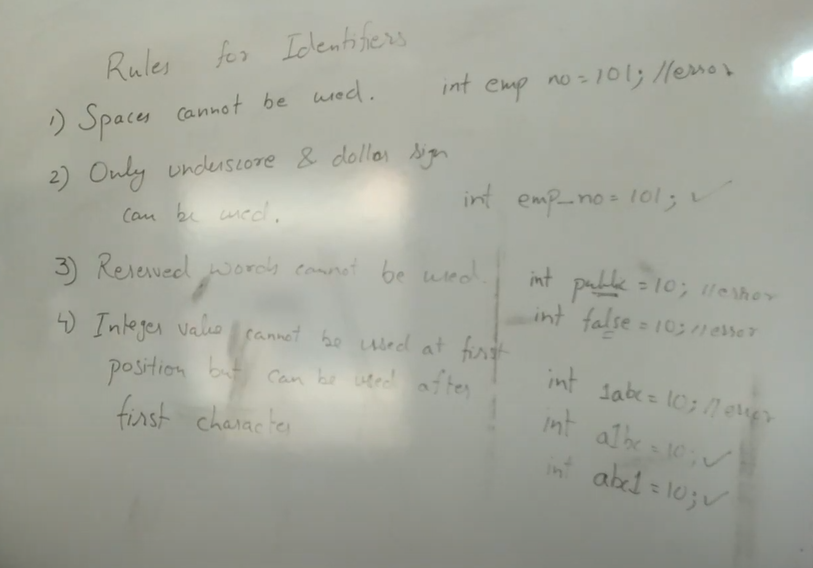 Rules for Identifiers
1) Spaces cannot be used. int emp no = 101; //error
2) Only underscore & dollar sign
can be used. int emp_no = 101; ✓
3) Reserved words cannot be used. int public = 10; //error
int false = 10; //error
4) Integer value cannot be used at first
position but can be used after int 1abc = 10; //error
first character int a1bc = 10; ✓
int abc1 = 10; ✓